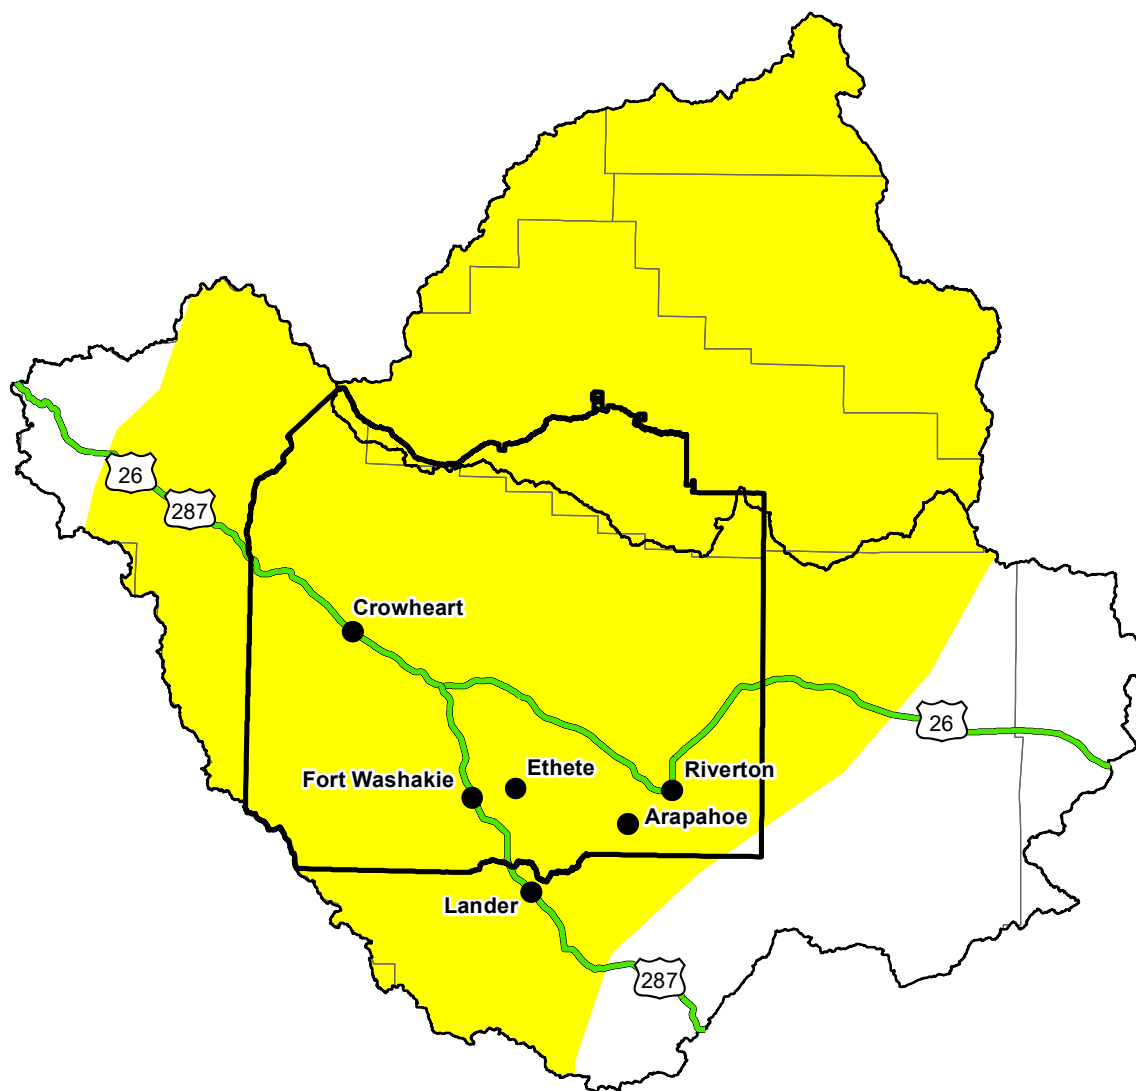 26
287
Crowheart
26
Ethete
Riverton
Fort Washakie
Arapahoe
Lander
287